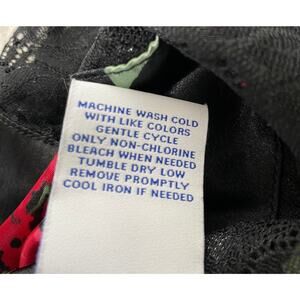 MACHINE WASH COLD
WITH LIKE COLORS
GENTLE CYCLE
ONLY NON-CHLORINE
BLEACH WHEN NEEDED
TUMBLE DRY LOW
REMOVE PROMPTLY
COOL IRON IF NEEDED